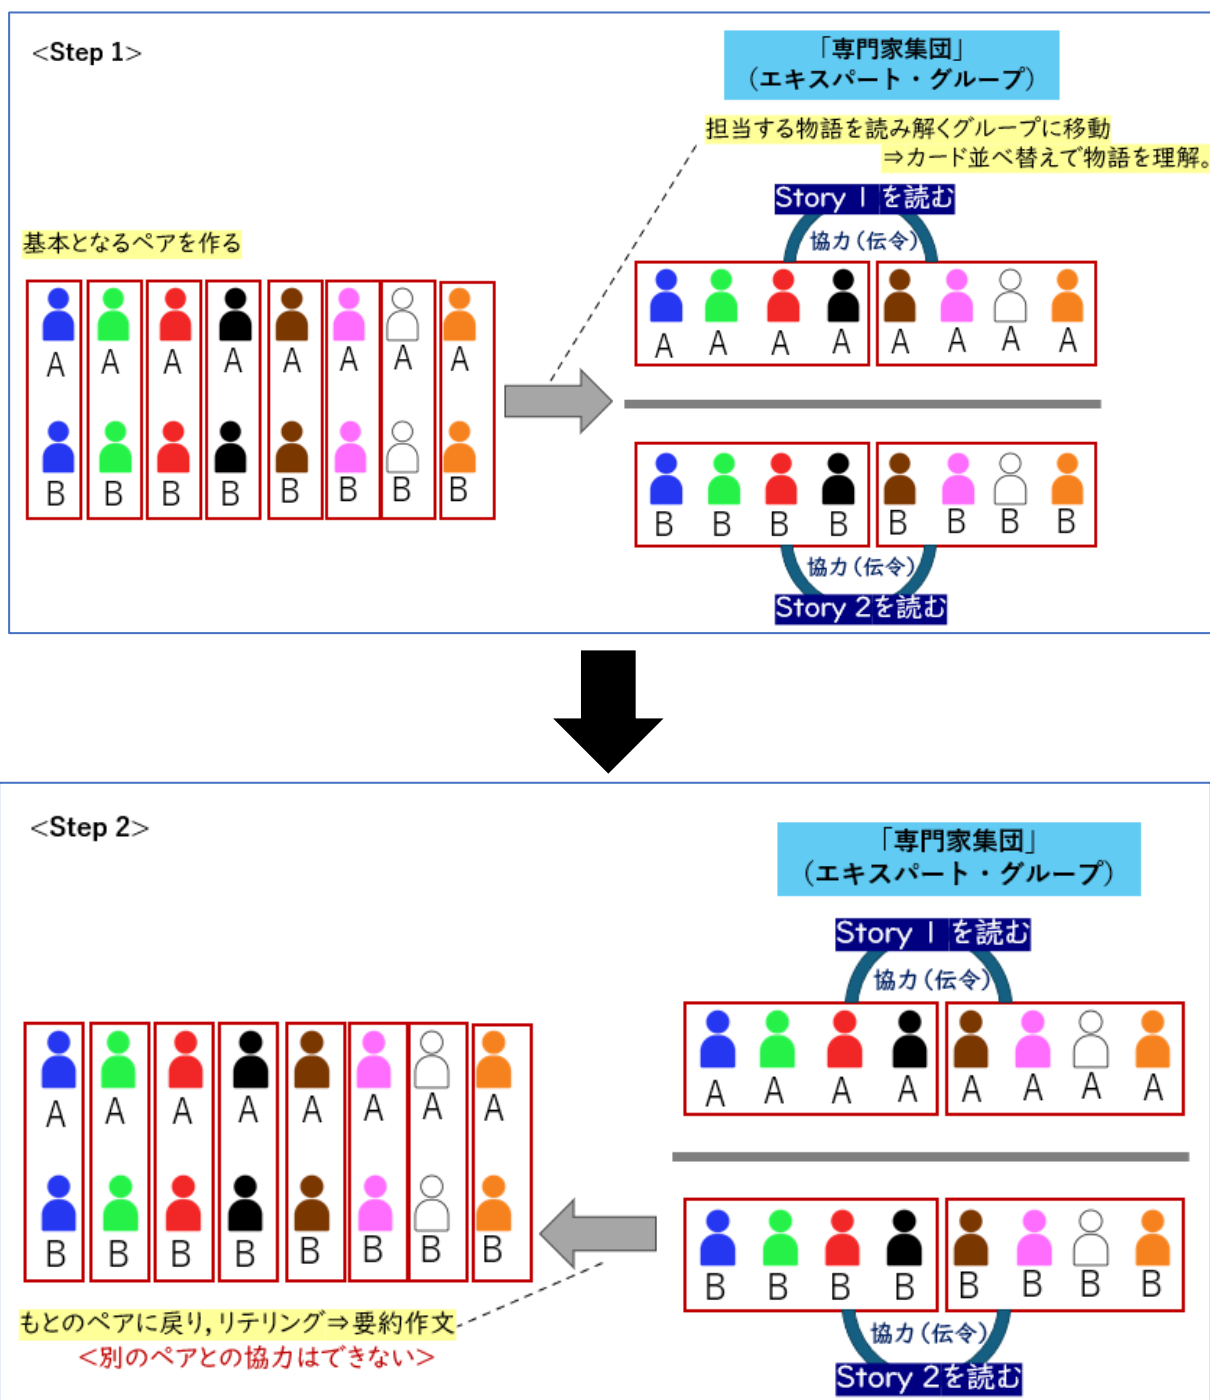 <Step 1>
「専門家集団」
（エキスパート・グループ）
担当する物語を読み解くグループに移動
⇒カード並べ替えで物語を理解。
Story 1 を読む
協力（伝令）
基本となるペアを作る
A A A A A A A A
B B B B B B B B
A A A A A A A A
B B B B B B B B
協力（伝令）
Story 2を読む
<Step 2>
「専門家集団」
（エキスパート・グループ）
Story 1 を読む
協力（伝令）
A A A A A A A A
B B B B B B B B
A A A A A A A A
B B B B B B B B
もとのペアに戻り，リテリング⇒要約作文
<別のペアとの協力はできない>
協力（伝令）
Story 2を読む